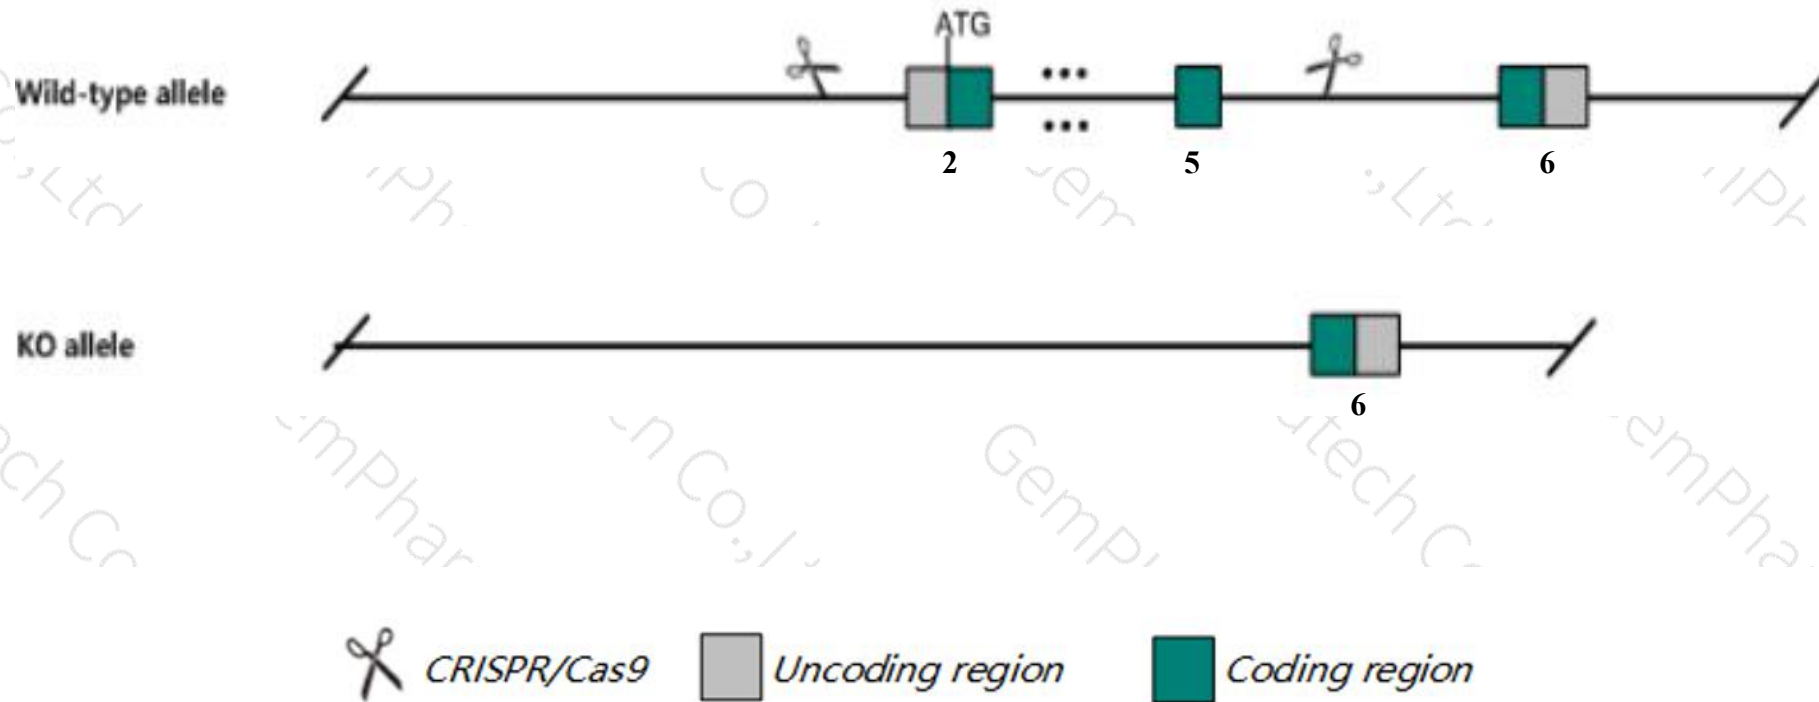 ATG
Wild-type allele
2 5 6
KO allele
6
CRISPR/Cas9 Uncoding region Coding region